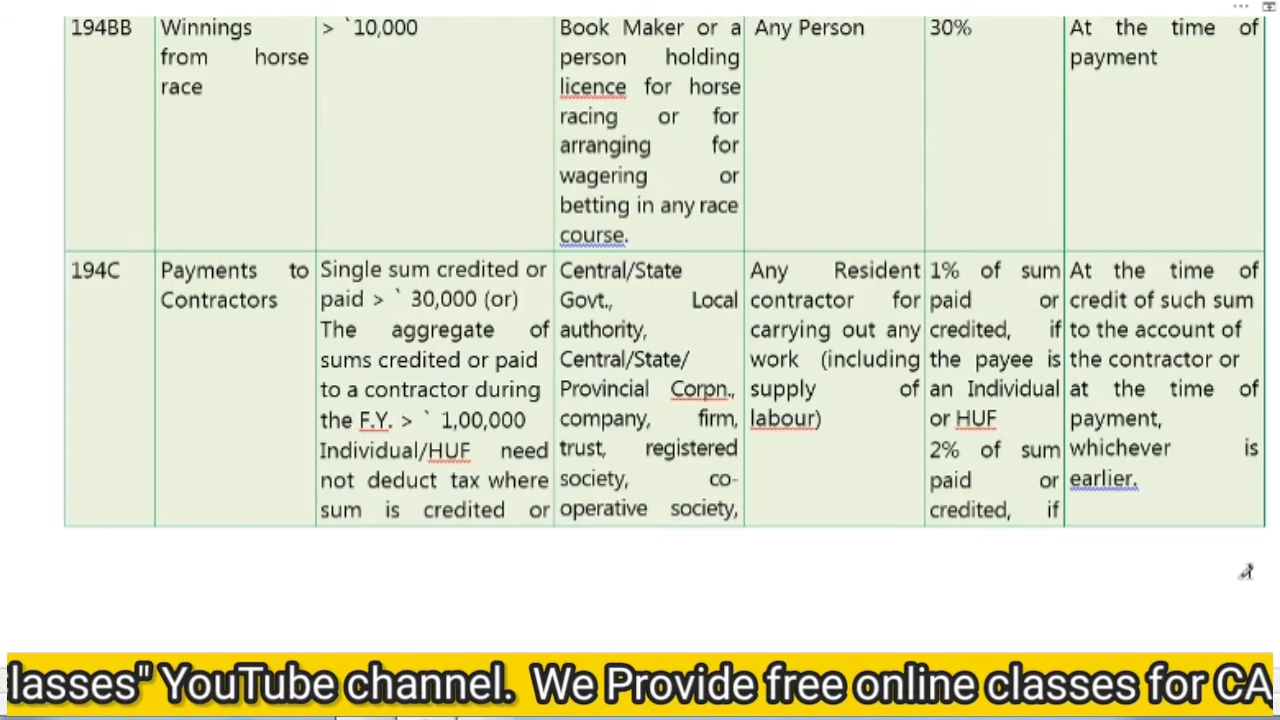 194BB
Winnings
from horse
race
> `10,000
Book Maker or a
person holding
licence for horse
racing or for
arranging for
wagering or
betting in any race
course.
Any Person
30%
At the time of
payment
194C
Payments to
Contractors
Single sum credited or
paid > ` 30,000 (or)
The aggregate of
sums credited or paid
to a contractor during
the F.Y. > ` 1,00,000
Individual/HUF need
not deduct tax where
sum is credited or
Central/State
Govt., Local
authority,
Central/State/
Provincial Corpn.,
company, firm,
trust, registered
society, co-
operative society,
Any Resident
contractor for
carrying out any
work (including
supply of
labour)
1% of sum
paid or
credited, if
the payee is
an Individual
or HUF
2% of sum
paid or
credited, if
At the time of
credit of such sum
to the account of
the contractor or
at the time of
payment,
whichever is
earlier.
lasses" YouTube channel. We Provide free online classes for CA,